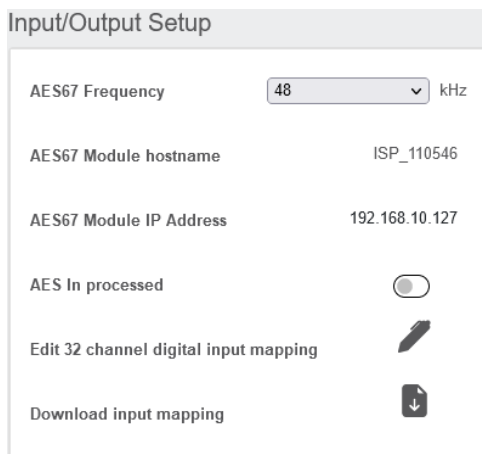 Input/Output Setup
AES67 Frequency 48 kHz
AES67 Module hostname ISP_110546
AES67 Module IP Address 192.168.10.127
AES In processed
Edit 32 channel digital input mapping
Download input mapping